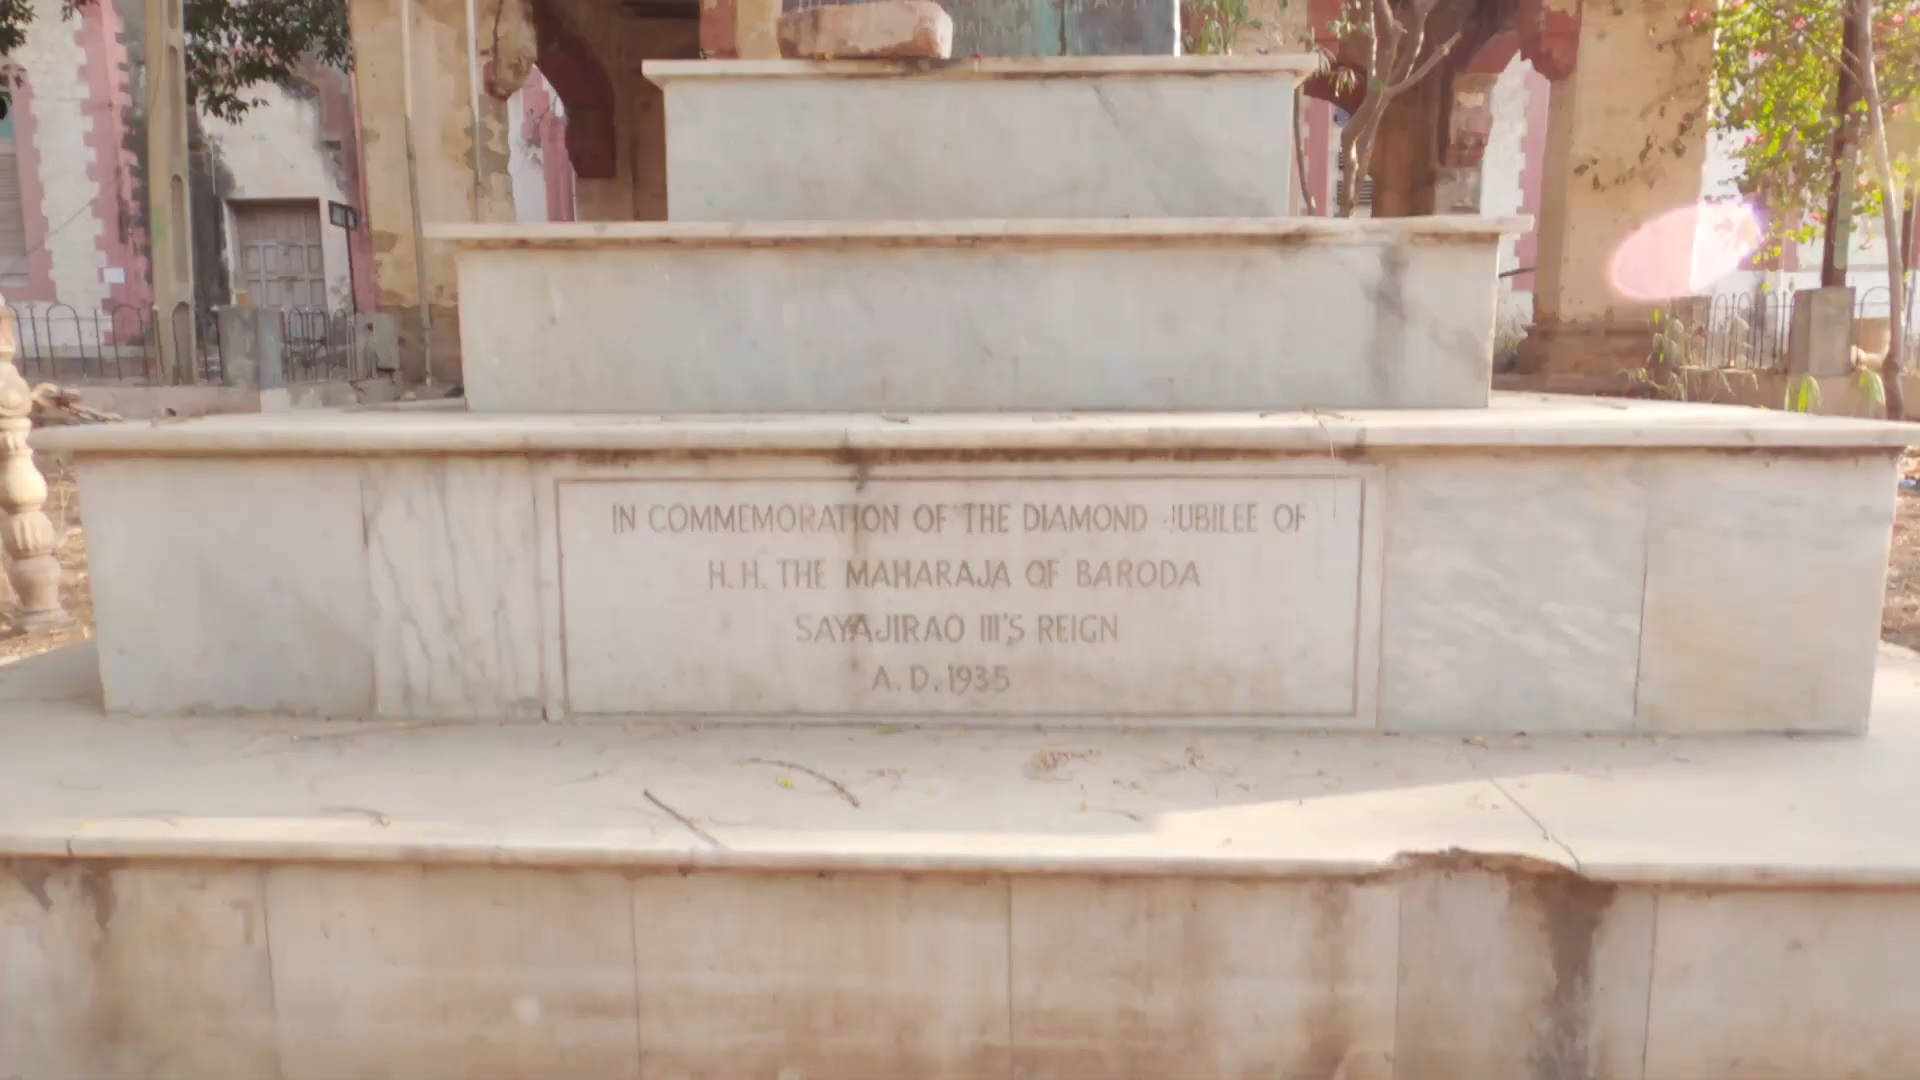 IN COMMEMORATION OF THE DIAMOND JUBILEE OF
H. H. THE MAHARAJA OF BARODA
SAYAJIRAO III'S REIGN
A. D. 1935